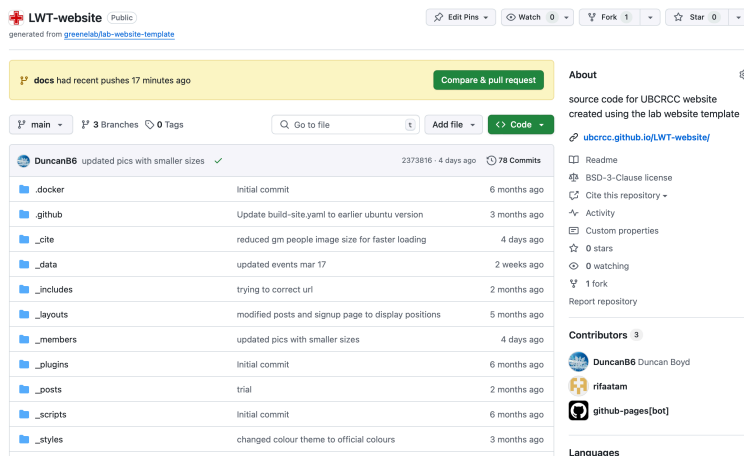 LWT-website Public
Edit Pins Watch 0 Fork 1 Star 0
generated from greenelab/lab-website-template
docs had recent pushes 17 minutes ago Compare & pull request
main 3 Branches 0 Tags Go to file t Add file <> Code
DuncanB6 updated pics with smaller sizes 2373816 · 4 days ago 78 Commits
.docker Initial commit 6 months ago
.github Update build-site.yaml to earlier ubuntu version 3 months ago
_cite reduced gm people image size for faster loading 4 days ago
_data updated events mar 17 2 weeks ago
_includes trying to correct url 2 months ago
_layouts modified posts and signup page to display positions 5 months ago
_members updated pics with smaller sizes 4 days ago
_plugins Initial commit 6 months ago
_posts trial 2 months ago
_scripts Initial commit 6 months ago
_styles changed colour theme to official colours 3 months ago
About
source code for UBCRCC website
created using the lab website template
ubcrcc.github.io/LWT-website/
Readme
BSD-3-Clause license
Cite this repository
Activity
Custom properties
0 stars
0 watching
1 fork
Report repository
Contributors 3
DuncanB6 Duncan Boyd
rifaatam
github-pages[bot]
Languages